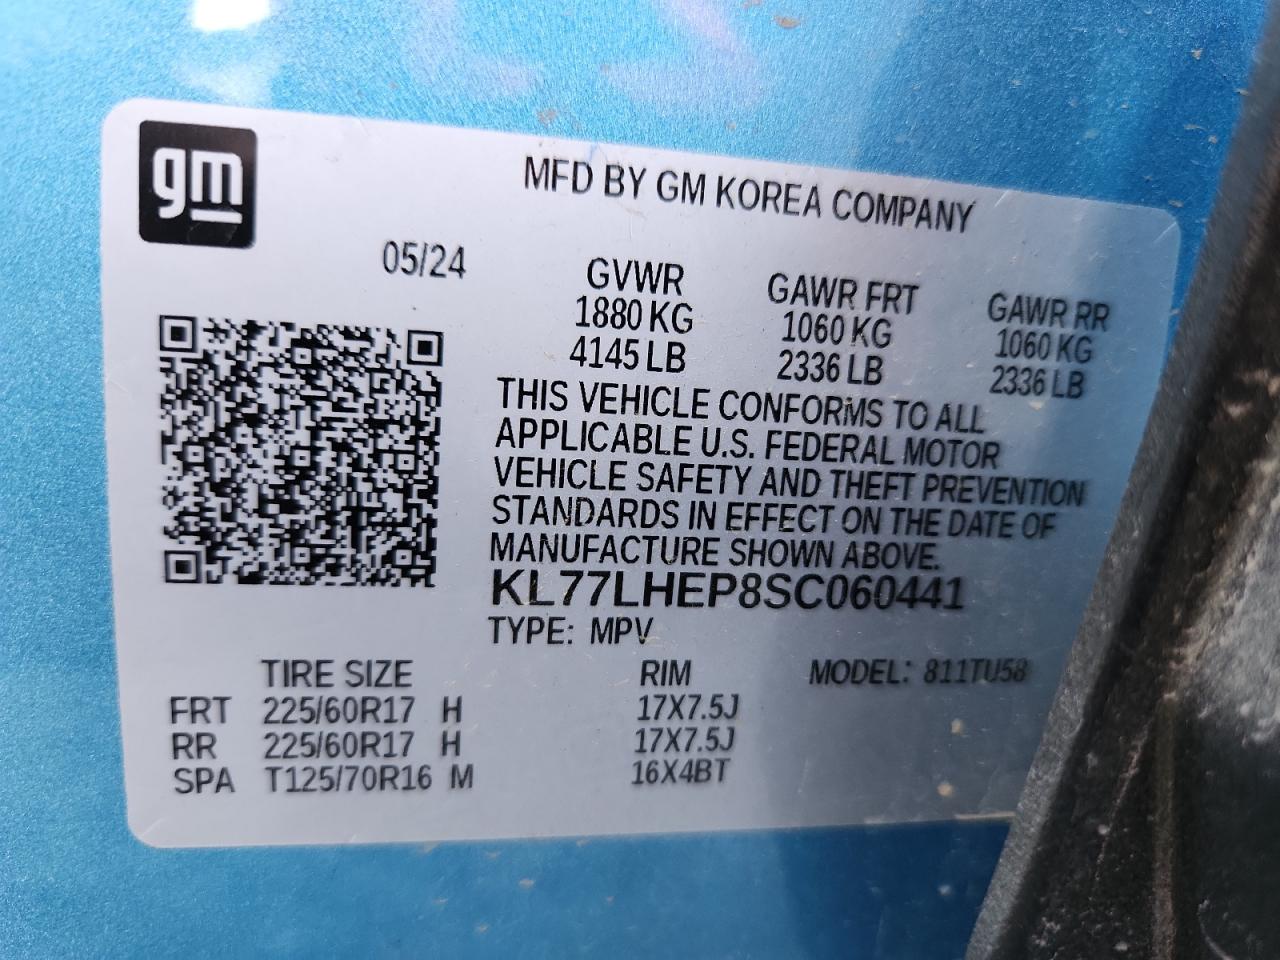 gm
MFD BY GM KOREA COMPANY
05/24
GVWR GAWR FRT GAWR RR
1880 KG 1060 KG 1060 KG
4145 LB 2336 LB 2336 LB
THIS VEHICLE CONFORMS TO ALL
APPLICABLE U.S. FEDERAL MOTOR
VEHICLE SAFETY AND THEFT PREVENTION
STANDARDS IN EFFECT ON THE DATE OF
MANUFACTURE SHOWN ABOVE.
KL77LHEP8SC060441
TYPE: MPV
TIRE SIZE RIM MODEL: 811TU58
FRT 225/60R17 H 17X7.5J
RR 225/60R17 H 17X7.5J
SPA T125/70R16 M 16X4BT